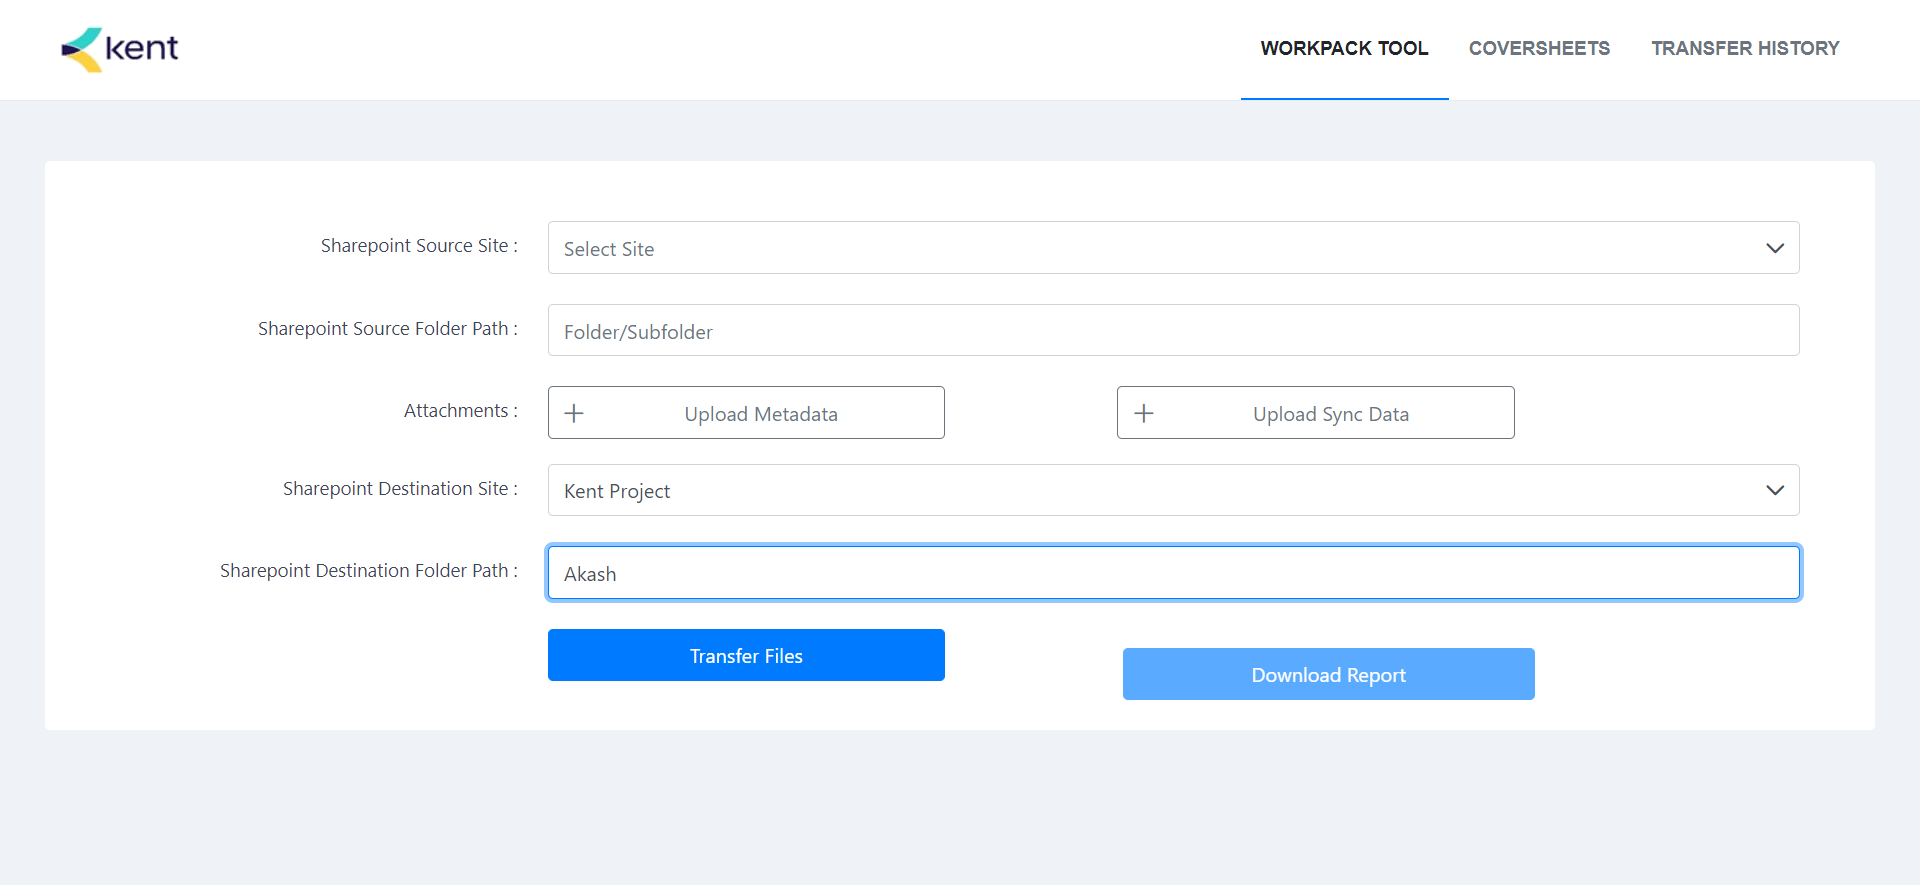 kent
WORKPACK TOOL COVERSHEETS TRANSFER HISTORY
Sharepoint Source Site : Select Site
Sharepoint Source Folder Path : Folder/Subfolder
Attachments : Upload Metadata Upload Sync Data
Sharepoint Destination Site : Kent Project
Sharepoint Destination Folder Path : Akash
Transfer Files
Download Report